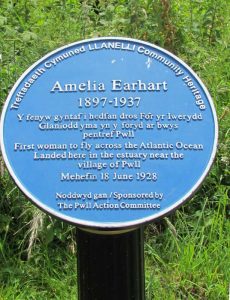 Treftadaeth Cymuned LLANELLI Community Heritage
Amelia Earhart
1897-1937
Y fenyw gyntaf i hedfan dros Fôr yr Iwerydd
Glaniodd yma yn y foryd ar bwys
pentref Pwll
First woman to fly across the Atlantic Ocean
Landed here in the estuary near the
village of Pwll
Mehefin 18 June 1928
Noddwyd gan / Sponsored by
The Pwll Action Committee